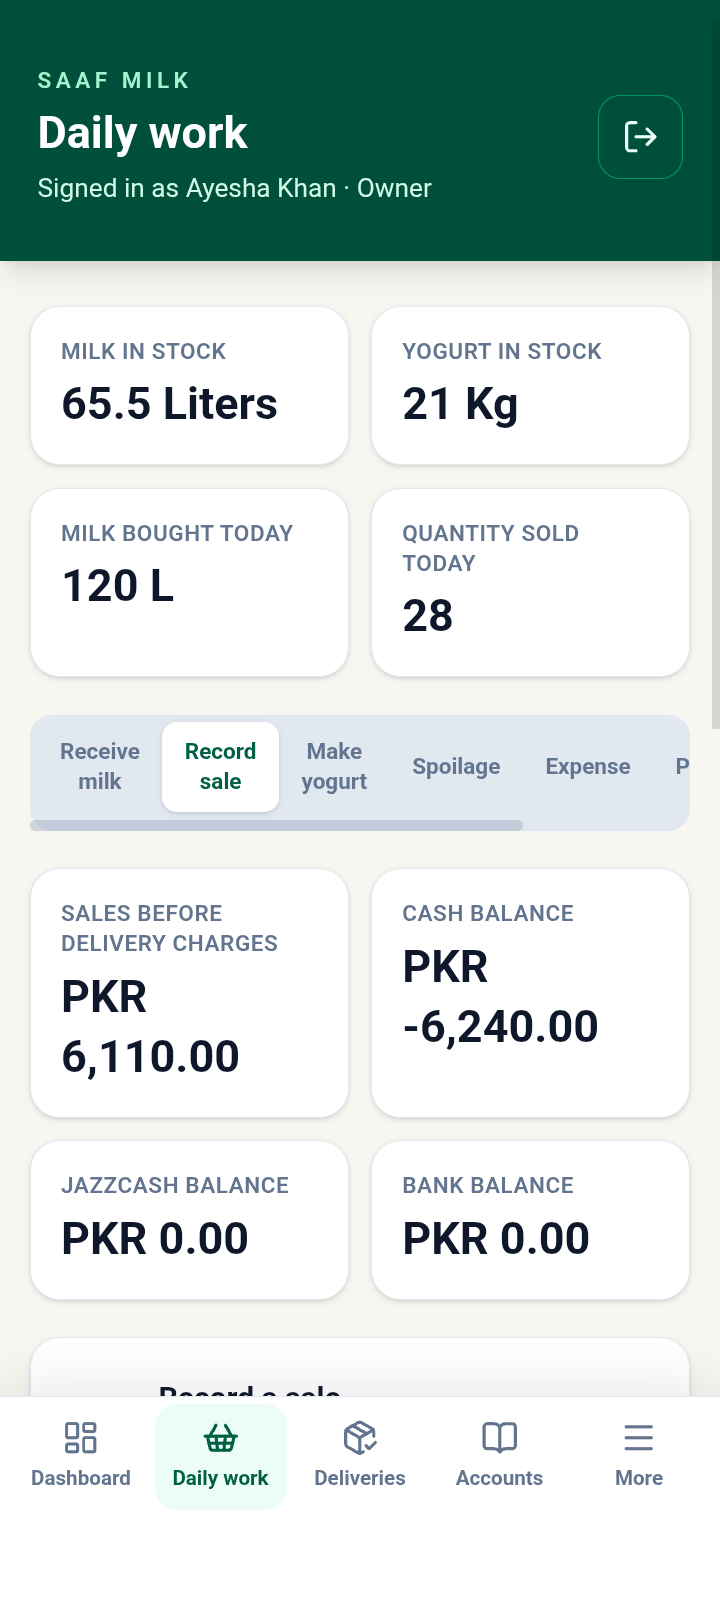 SAAF MILK
Daily work
Signed in as Ayesha Khan · Owner
MILK IN STOCK
65.5 Liters
YOGURT IN STOCK
21 Kg
MILK BOUGHT TODAY
120 L
QUANTITY SOLD
TODAY
28
Receive
milk
Record
sale
Make
yogurt
Spoilage
Expense
P
SALES BEFORE
DELIVERY CHARGES
PKR
6,110.00
CASH BALANCE
PKR
-6,240.00
JAZZCASH BALANCE
PKR 0.00
BANK BALANCE
PKR 0.00
Record a sale
Dashboard
Daily work
Deliveries
Accounts
More